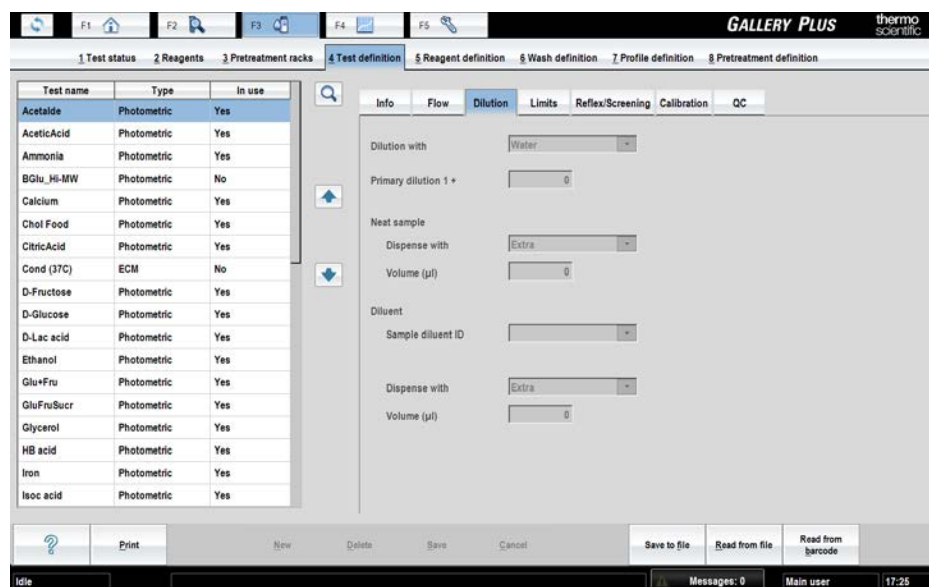 F1 F2 F3 F4 F5 GALLERY PLUS thermo scientific
1 Test status 2 Reagents 3 Pretreatment racks 4 Test definition 5 Reagent definition 6 Wash definition 7 Profile definition 8 Pretreatment definition
Test name Type In use
Acetalde Photometric Yes
AceticAcid Photometric Yes
Ammonia Photometric Yes
BGlu_Hi-MW Photometric No
Calcium Photometric Yes
Chol Food Photometric Yes
CitricAcid Photometric Yes
Cond (37C) ECM No
D-Fructose Photometric Yes
D-Glucose Photometric Yes
D-Lac acid Photometric Yes
Ethanol Photometric Yes
Glu+Fru Photometric Yes
GluFruSucr Photometric Yes
Glycerol Photometric Yes
HB acid Photometric Yes
Iron Photometric Yes
Isoc acid Photometric Yes
Info Flow Dilution Limits Reflex/Screening Calibration QC
Dilution with Water
Primary dilution 1 + 0
Neat sample
Dispense with Extra
Volume (µl) 0
Diluent
Sample diluent ID
Dispense with Extra
Volume (µl) 0
? Print New Delete Save Cancel Save to file Read from file Read from barcode
Idle Messages: 0 Main user 17:25